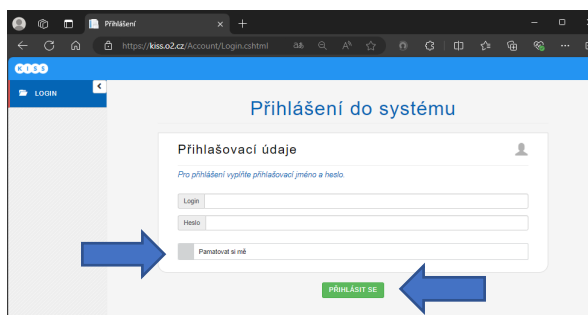 Přihlášení
https://kiss.o2.cz/Account/Login.cshtml
KISS
LOGIN
Přihlášení do systému
Přihlašovací údaje
Pro přihlášení vyplňte přihlašovací jméno a heslo.
Login
Heslo
Pamatovat si mě
PŘIHLÁSIT SE